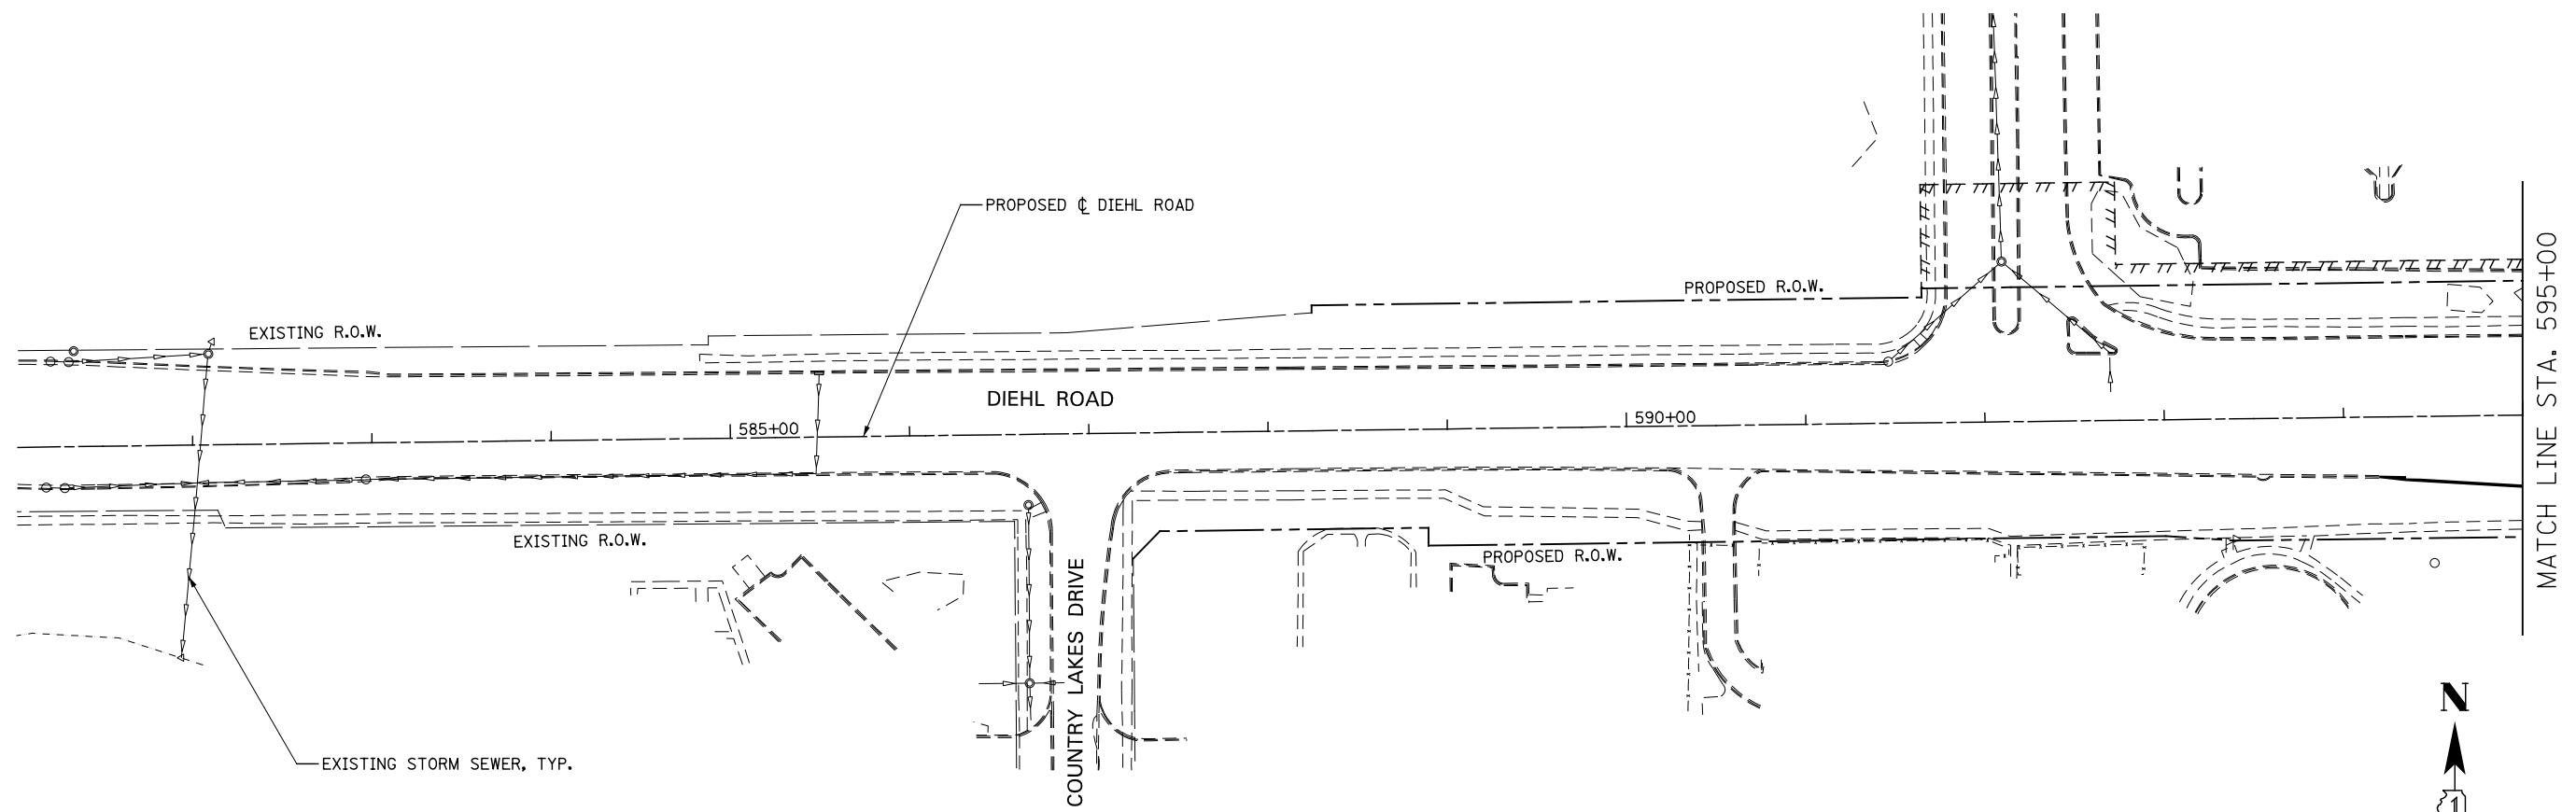 PROPOSED ℄ DIEHL ROAD
PROPOSED R.O.W.
EXISTING R.O.W.
DIEHL ROAD
585+00
590+00
MATCH LINE STA. 595+00
EXISTING R.O.W.
PROPOSED R.O.W.
COUNTRY LAKES DRIVE
EXISTING STORM SEWER, TYP.
N
1